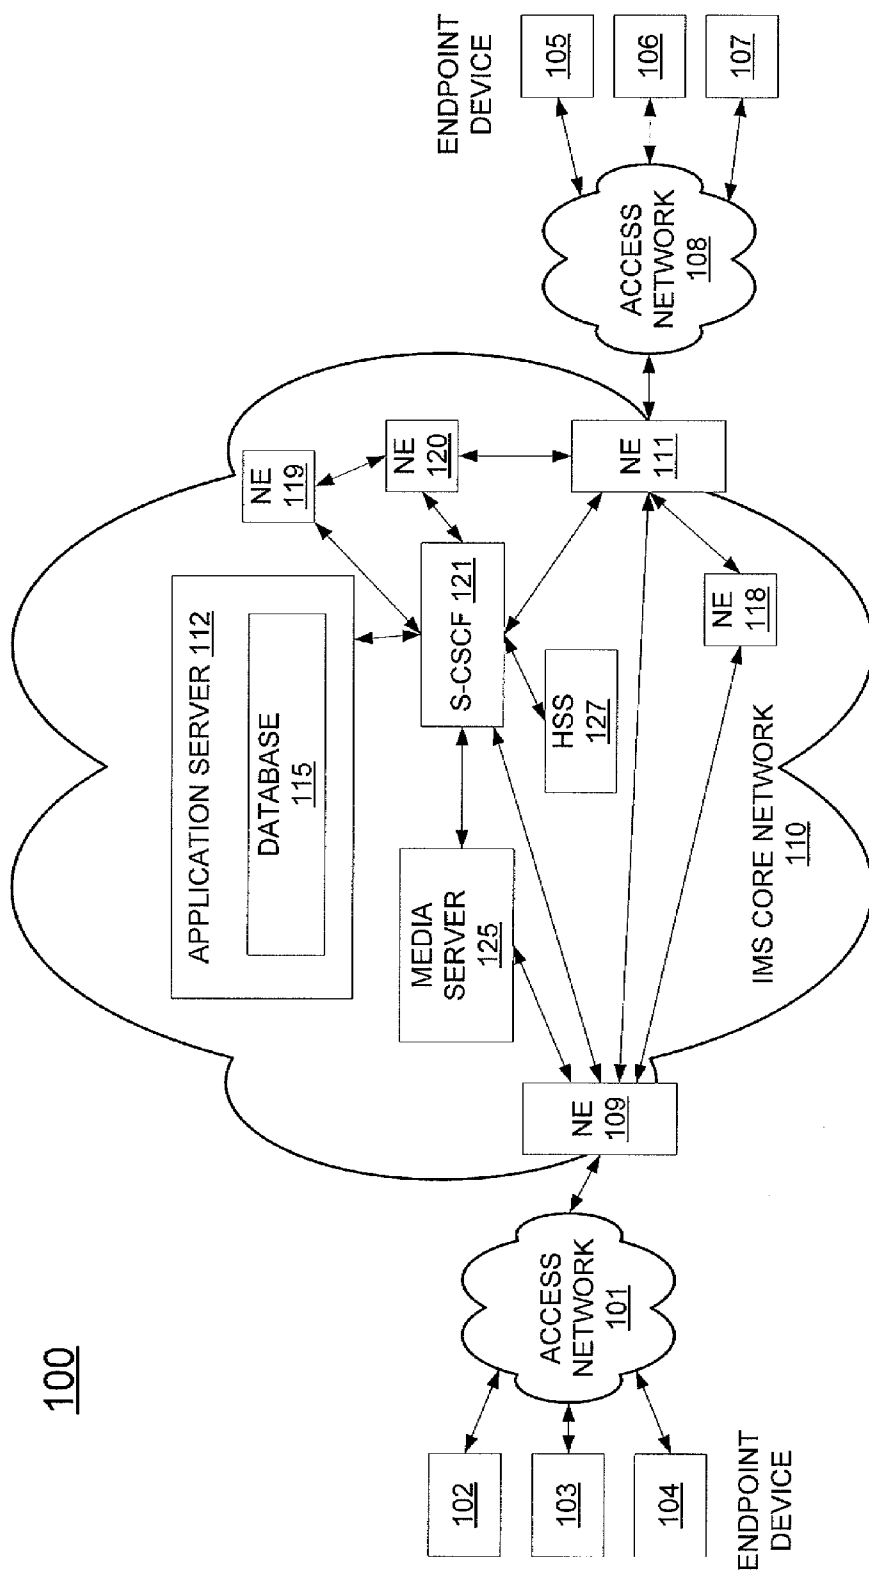 100
ENDPOINT
DEVICE
102
103
104
ACCESS
NETWORK
101
NE
109
APPLICATION SERVER 112
DATABASE
115
MEDIA
SERVER
125
S-CSCF 121
HSS
127
NE
119
NE
120
NE
111
NE
118
IMS CORE NETWORK
110
ACCESS
NETWORK
108
ENDPOINT
DEVICE
105
106
107